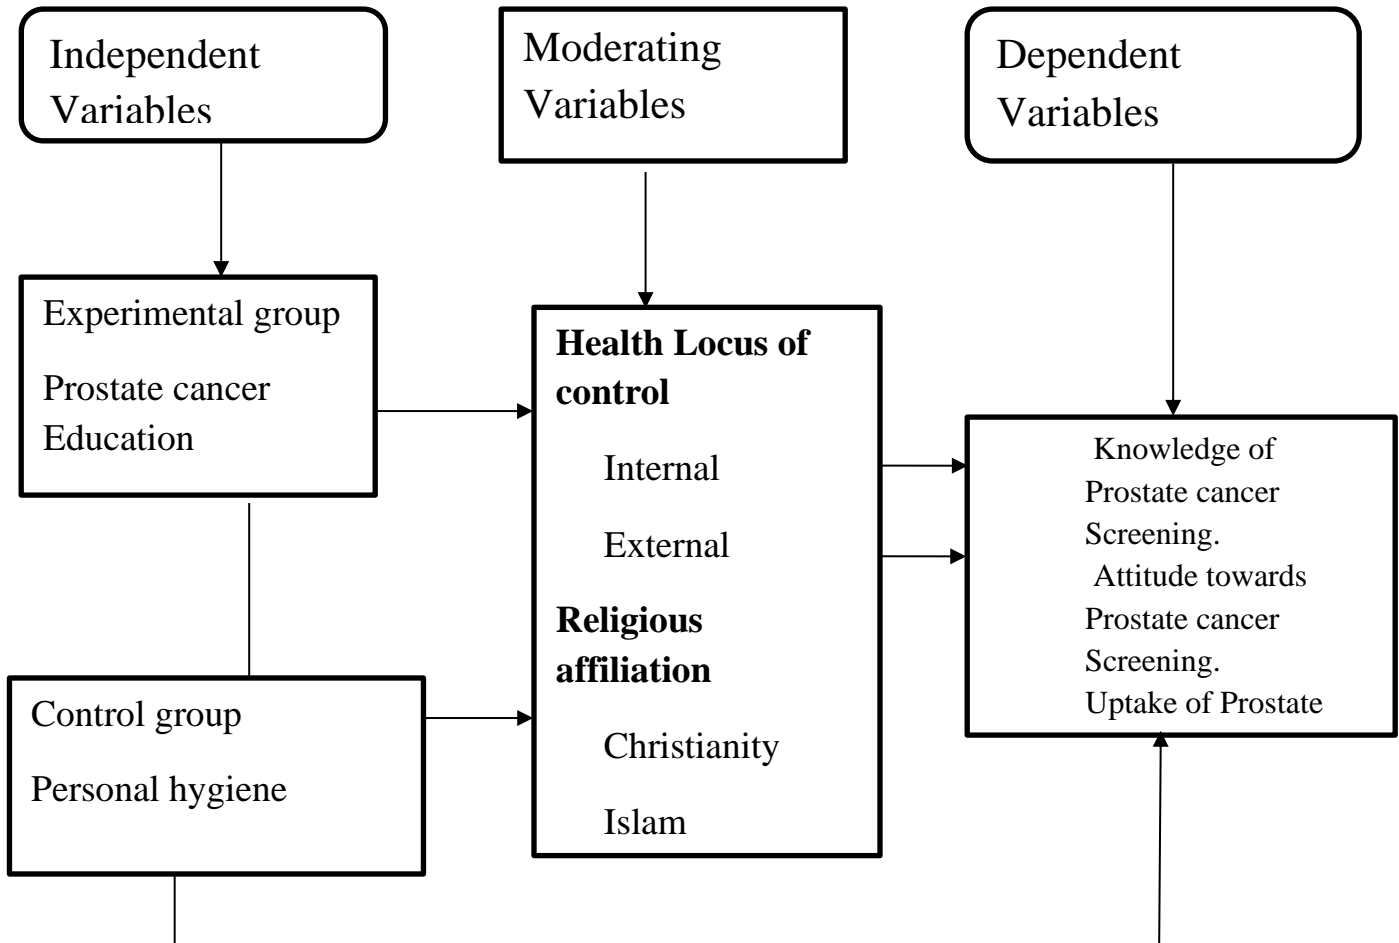 Independent
Variables
Moderating
Variables
Dependent
Variables
Experimental group
Prostate cancer
Education
Control group
Personal hygiene
Health Locus of
control
Internal
External
Religious
affiliation
Christianity
Islam
Knowledge of
Prostate cancer
Screening.
Attitude towards
Prostate cancer
Screening.
Uptake of Prostate